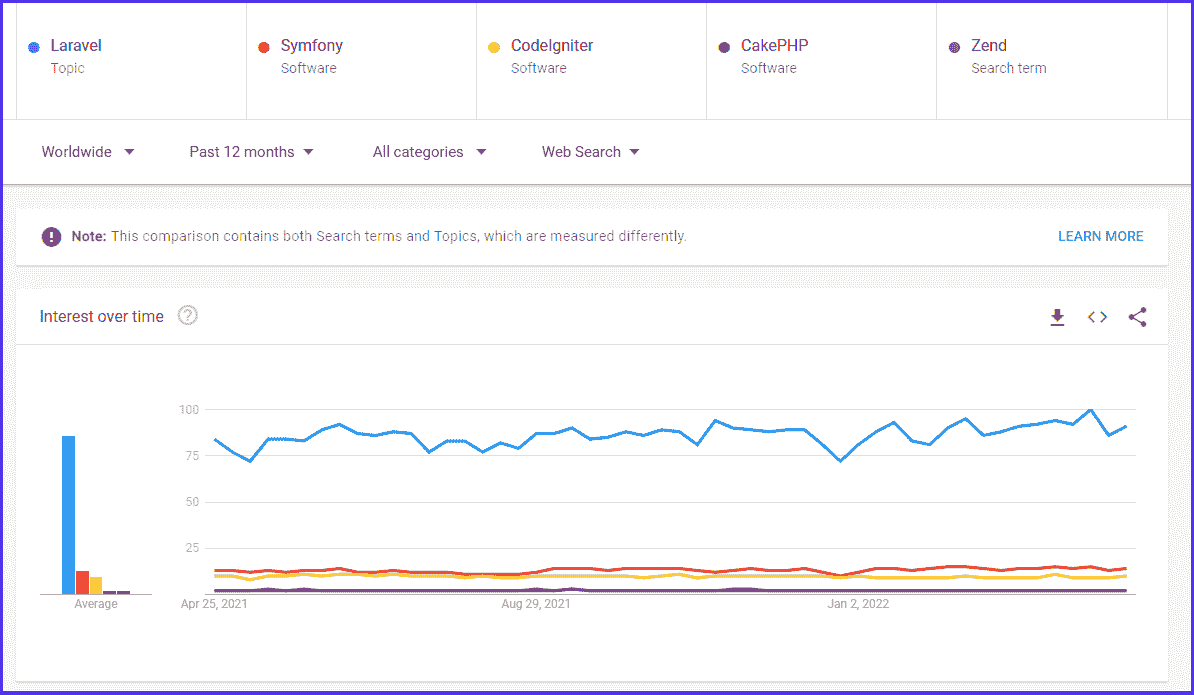 Laravel
Topic
Symfony
Software
CodeIgniter
Software
CakePHP
Software
Zend
Search term
Worldwide
Past 12 months
All categories
Web Search
! Note: This comparison contains both Search terms and Topics, which are measured differently.
LEARN MORE
Interest over time ?
100
75
50
25
Average
Apr 25, 2021
Aug 29, 2021
Jan 2, 2022